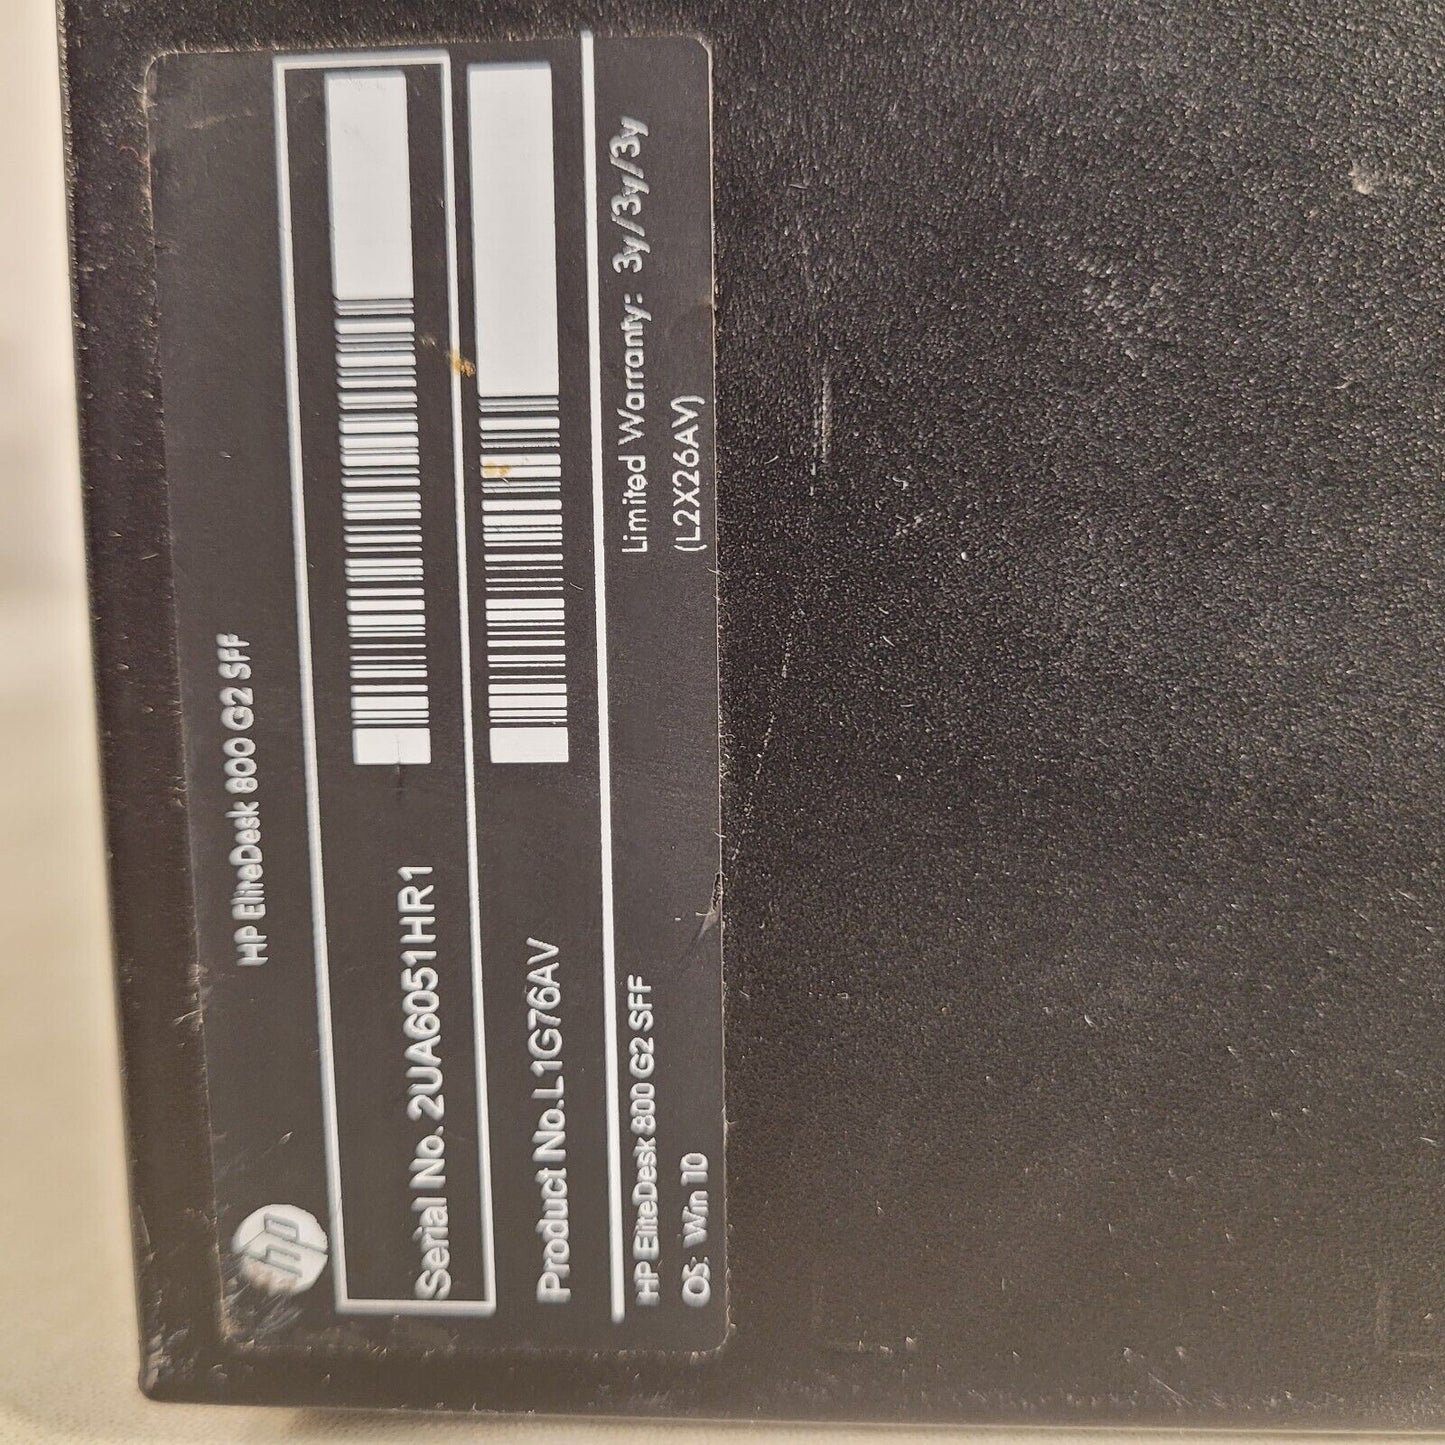 hp
HP EliteDesk 800 G2 SFF
Serial No. 2UA6051HR1
Product No.L1G76AV
HP EliteDesk 800 G2 SFF
Limited Warranty: 3y/3y/3y
OS: Win 10
(L2X26AV)